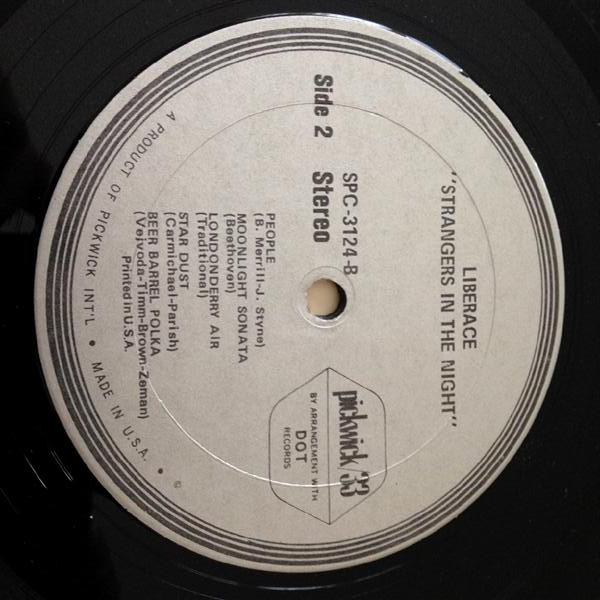 LIBERACE
"STRANGERS IN THE NIGHT"
pickwick/33
BY ARRANGEMENT WITH
DOT
RECORDS
SPC-3124-B
Side 2 Stereo
PEOPLE
(B. Merrill-J. Styne)
MOONLIGHT SONATA
(Beethoven)
LONDONDERRY AIR
(Traditional)
STAR DUST
(Carmichael-Parish)
BEER BARREL POLKA
(Vejvoda-Timm-Brown-Zeman)
Printed in U.S.A.
A PRODUCT OF PICKWICK INT'L • MADE IN U.S.A. • ©